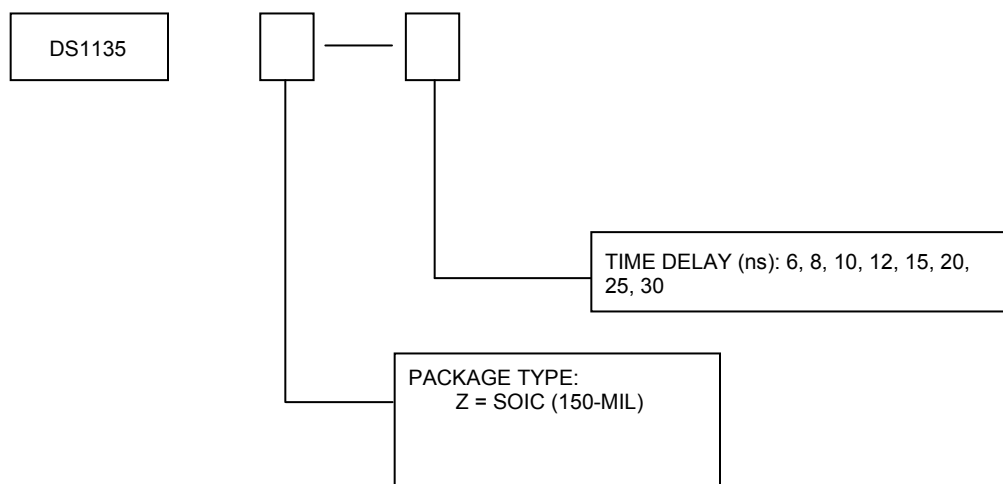 DS1135
TIME DELAY (ns): 6, 8, 10, 12, 15, 20,
25, 30
PACKAGE TYPE:
Z = SOIC (150-MIL)